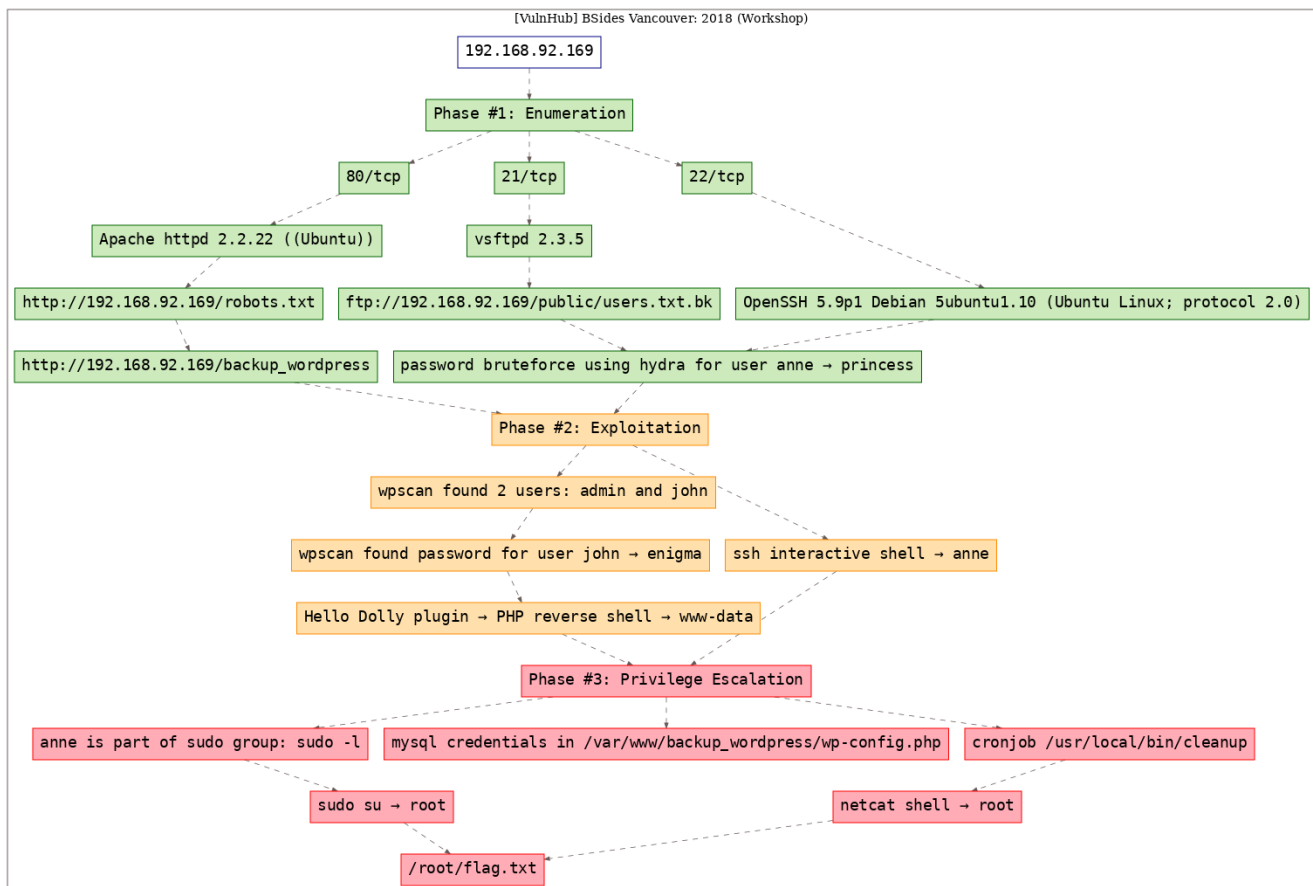 [VulnHub] BSides Vancouver: 2018 (Workshop)
192.168.92.169
Phase #1: Enumeration
80/tcp
21/tcp
22/tcp
Apache httpd 2.2.22 ((Ubuntu))
vsftpd 2.3.5
http://192.168.92.169/robots.txt
ftp://192.168.92.169/public/users.txt.bk
OpenSSH 5.9p1 Debian 5ubuntu1.10 (Ubuntu Linux; protocol 2.0)
http://192.168.92.169/backup_wordpress
password bruteforce using hydra for user anne → princess
Phase #2: Exploitation
wpscan found 2 users: admin and john
wpscan found password for user john → enigma
ssh interactive shell → anne
Hello Dolly plugin → PHP reverse shell → www-data
Phase #3: Privilege Escalation
anne is part of sudo group: sudo -l
mysql credentials in /var/www/backup_wordpress/wp-config.php
cronjob /usr/local/bin/cleanup
sudo su → root
netcat shell → root
/root/flag.txt